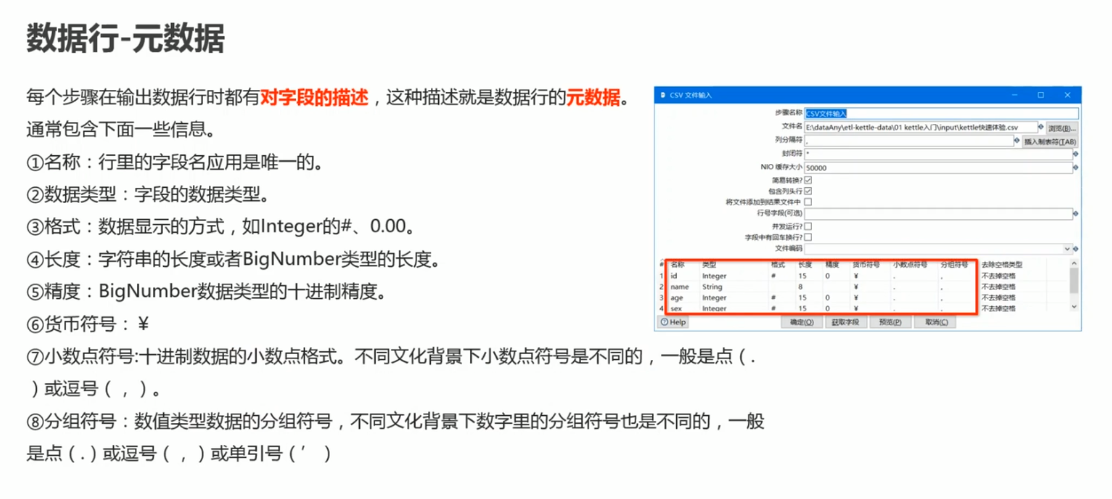 数据行-元数据
每个步骤在输出数据行时都有对字段的描述，这种描述就是数据行的元数据。
通常包含下面一些信息。
①名称：行里的字段名应用是唯一的。
②数据类型：字段的数据类型。
③格式：数据显示的方式，如Integer的#、0.00。
④长度：字符串的长度或者BigNumber类型的长度。
⑤精度：BigNumber数据类型的十进制精度。
⑥货币符号：￥
⑦小数点符号:十进制数据的小数点格式。不同文化背景下小数点符号是不同的，一般是点（.
）或逗号（，）。
⑧分组符号：数值类型数据的分组符号，不同文化背景下数字里的分组符号也是不同的，一般
是点（.）或逗号（，）或单引号（’ ）
CSV 文件输入
步骤名称 CSV文件输入
文件名 E:\dataAny\etl-kettle-data\01 kettle入门\input\kettle快速体验.csv 浏览(B)...
列分隔符 , 插入制表符(TAB)
封闭符 "
NIO 缓存大小 50000
简易转换?
包含列头行
将文件添加到结果文件中
行号字段(可选)
并发运行?
字段中有回车换行?
文件编码
# 名称 类型 格式 长度 精度 货币符号 小数点符号 分组符号 去除空格类型
1 id Integer # 15 0 ¥ . , 不去掉空格
2 name String 8 ¥ . , 不去掉空格
3 age Integer # 15 0 ¥ . , 不去掉空格
4 sex Integer # 15 0 ¥ . , 不去掉空格
Help 确定(O) 获取字段 预览(P) 取消(C)